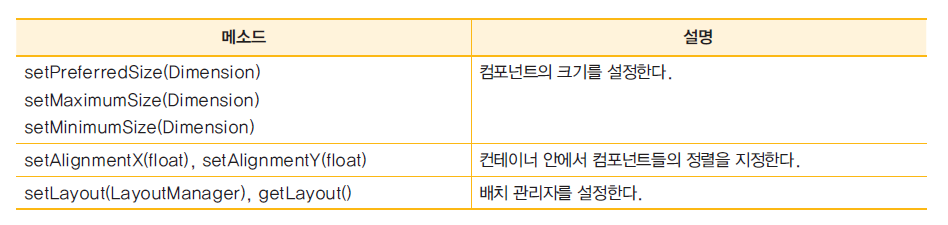 메소드 설명
setPreferredSize(Dimension) 컴포넌트의 크기를 설정한다.
setMaximumSize(Dimension)
setMinimumSize(Dimension)
setAlignmentX(float), setAlignmentY(float) 컨테이너 안에서 컴포넌트들의 정렬을 지정한다.
setLayout(LayoutManager), getLayout() 배치 관리자를 설정한다.